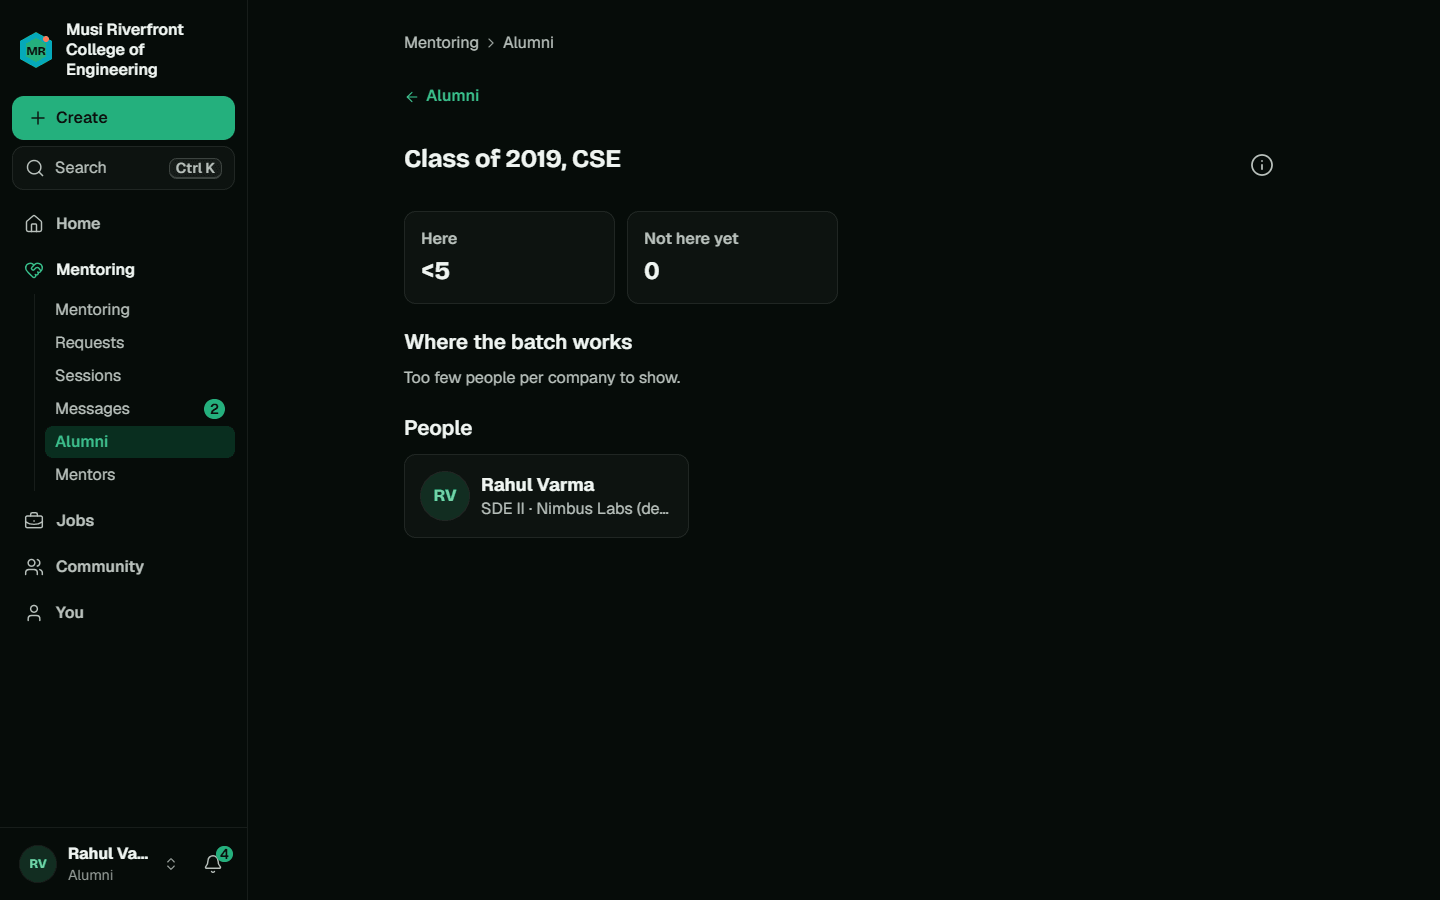 Musi Riverfront
College of
Engineering
MR
Create
Search
Ctrl K
Home
Mentoring
Mentoring
Requests
Sessions
Messages
2
Alumni
Mentors
Jobs
Community
You
RV
Rahul Va...
Alumni
4
Mentoring > Alumni
← Alumni
Class of 2019, CSE
Here
<5
Not here yet
0
Where the batch works
Too few people per company to show.
People
RV
Rahul Varma
SDE II · Nimbus Labs (de...